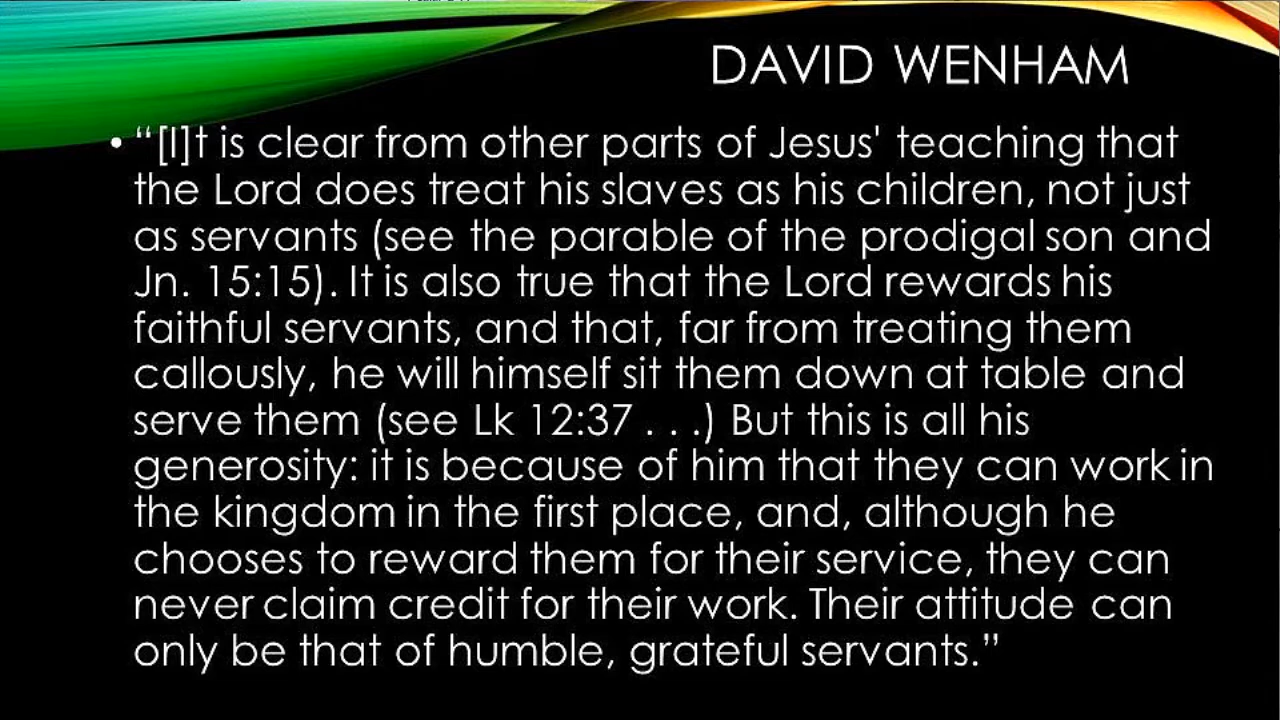 DAVID WENHAM
• “[I]t is clear from other parts of Jesus' teaching that
the Lord does treat his slaves as his children, not just
as servants (see the parable of the prodigal son and
Jn. 15:15). It is also true that the Lord rewards his
faithful servants, and that, far from treating them
callously, he will himself sit them down at table and
serve them (see Lk 12:37 . . .) But this is all his
generosity: it is because of him that they can work in
the kingdom in the first place, and, although he
chooses to reward them for their service, they can
never claim credit for their work. Their attitude can
only be that of humble, grateful servants.”